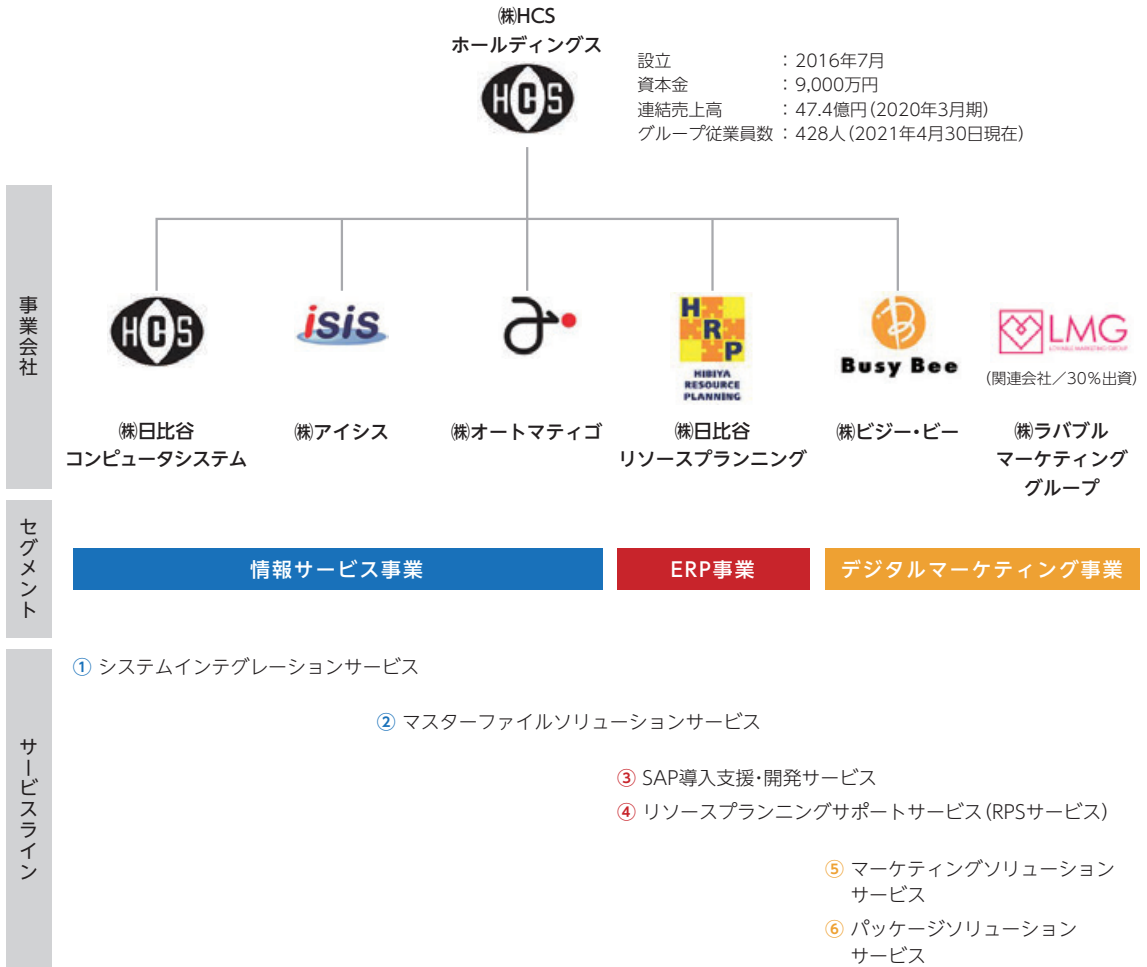 ㈱HCS
ホールディングス
HCS
設立 ：2016年7月
資本金 ：9,000万円
連結売上高 ：47.4億円(2020年3月期)
グループ従業員数：428人(2021年4月30日現在)
事業会社
HCS
isis
HRP
HIBIYA
RESOURCE
PLANNING
Busy Bee
LMG
LOVABLE MARKETING GROUP
(関連会社／30％出資)
㈱日比谷
コンピュータシステム
㈱アイシス
㈱オートマティゴ
㈱日比谷
リソースプランニング
㈱ビジー・ビー
㈱ラバブル
マーケティング
グループ
セグメント
情報サービス事業
ERP事業
デジタルマーケティング事業
サービスライン
① システムインテグレーションサービス
② マスターファイルソリューションサービス
③ SAP導入支援・開発サービス
④ リソースプランニングサポートサービス(RPSサービス)
⑤ マーケティングソリューション
サービス
⑥ パッケージソリューション
サービス